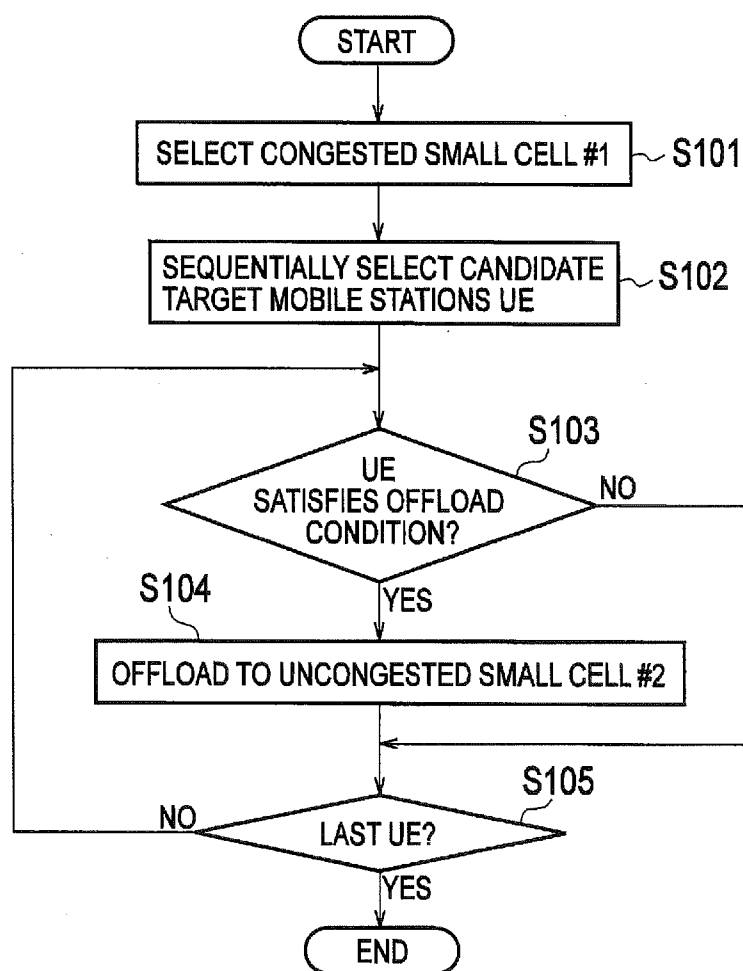 START
SELECT CONGESTED SMALL CELL #1
S101
SEQUENTIALLY SELECT CANDIDATE
TARGET MOBILE STATIONS UE
S102
S103
UE
SATISFIES OFFLOAD
CONDITION?
NO
YES
S104
OFFLOAD TO UNCONGESTED SMALL CELL #2
S105
NO
LAST UE?
YES
END